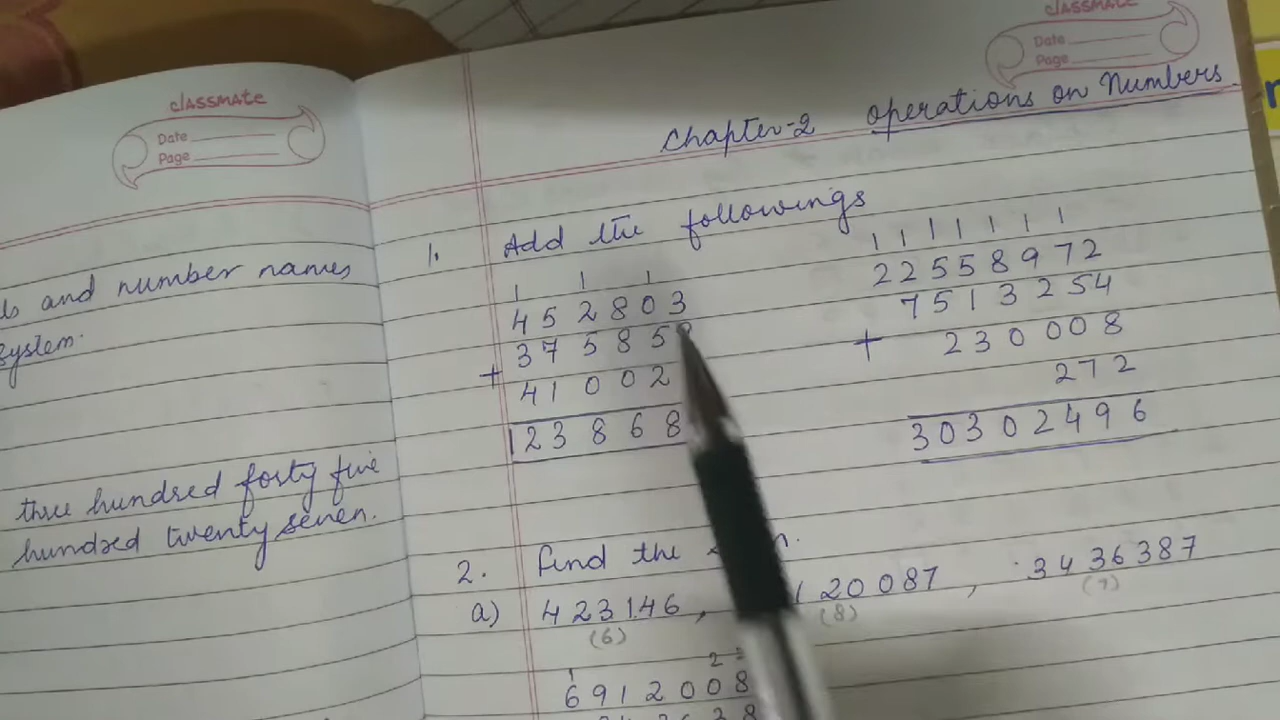 classmate
Date
Page
classmate
Date
Page
ls and number names
system.
three hundred forty five
hundred twenty seven.
Chapter-2 operations on Numbers
1. Add the followings
1 1 1
4 5 2 8 0 3
3 7 5 8 5 8
+ 4 1 0 0 2
1 2 3 8 6 8
1 1 1 1 1 1 1
2 2 5 5 8 9 7 2
7 5 1 3 2 5 4
+ 2 3 0 0 0 8
2 7 2
3 0 3 0 2 4 9 6
2. Find the
a) 4 2 3 1 4 6 , 1 2 0 0 8 7 , 3 4 3 6 3 8 7
(6) (8) (7)
1 2
6 9 1 2 0 0 8